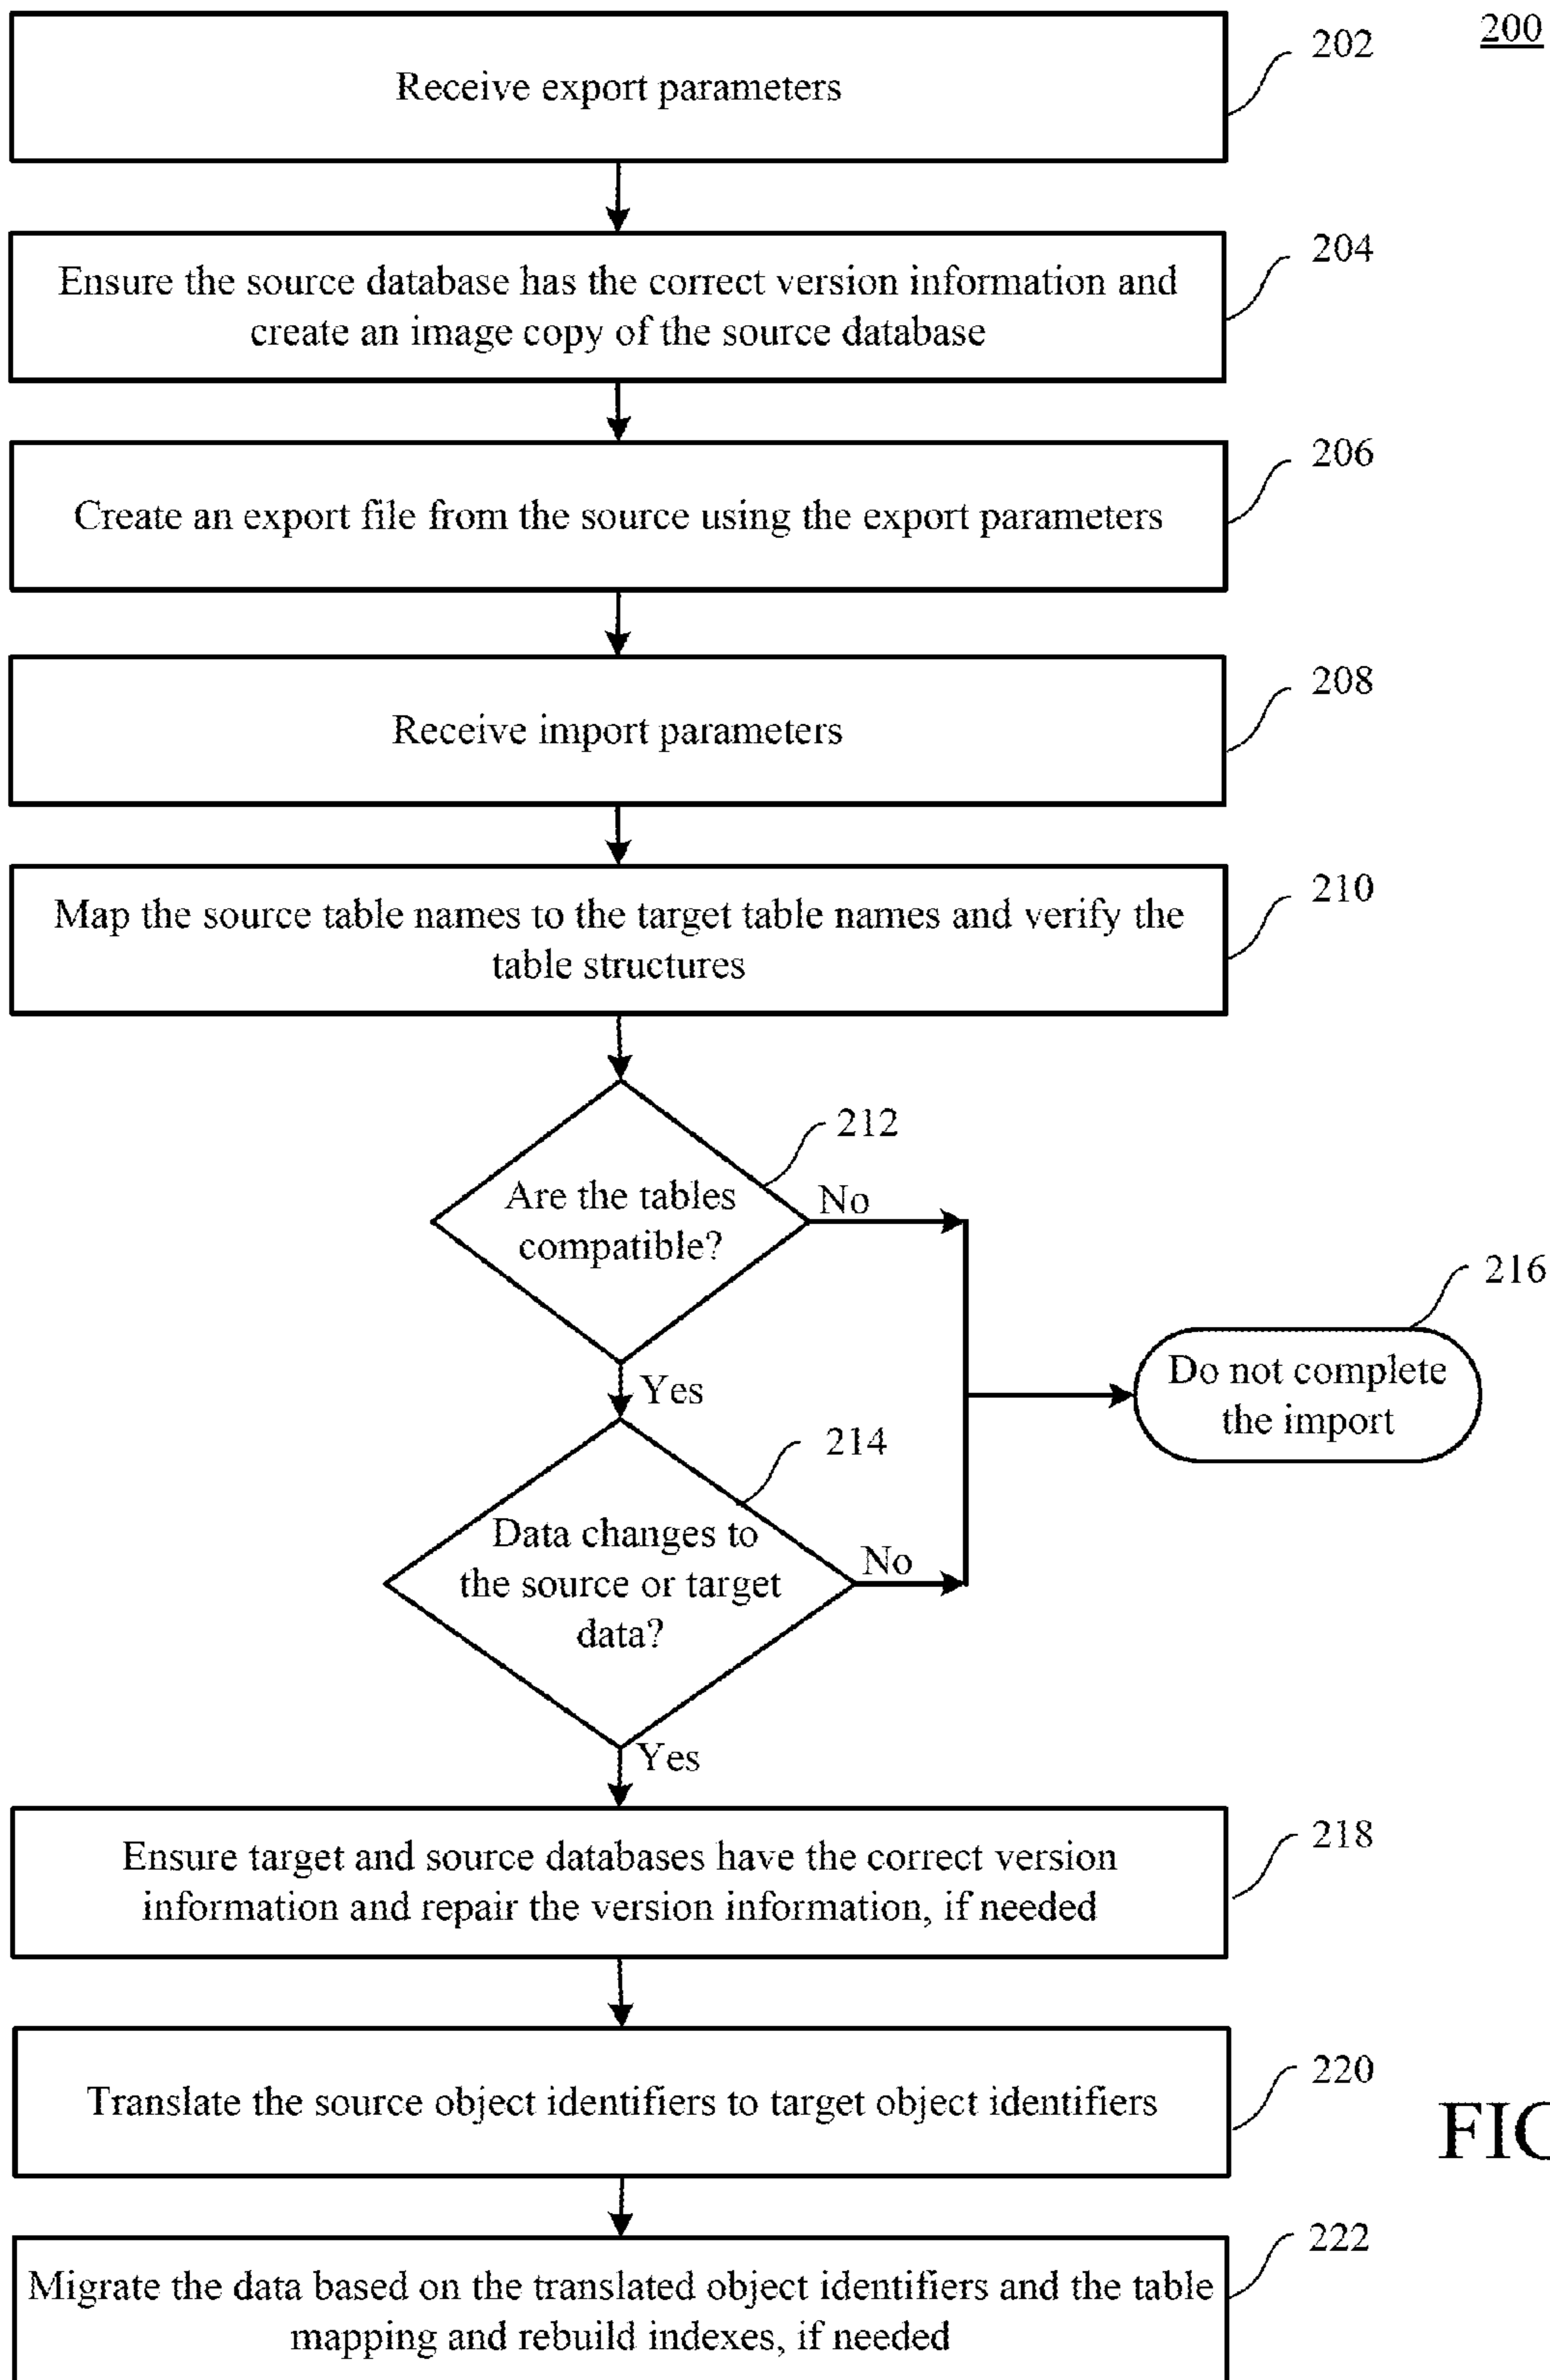 200
202
Receive export parameters
204
Ensure the source database has the correct version information and
create an image copy of the source database
206
Create an export file from the source using the export parameters
208
Receive import parameters
210
Map the source table names to the target table names and verify the
table structures
212
Are the tables
compatible?
No
Yes
216
Do not complete
the import
214
Data changes to
the source or target
data?
No
Yes
218
Ensure target and source databases have the correct version
information and repair the version information, if needed
220
Translate the source object identifiers to target object identifiers
222
Migrate the data based on the translated object identifiers and the table
mapping and rebuild indexes, if needed